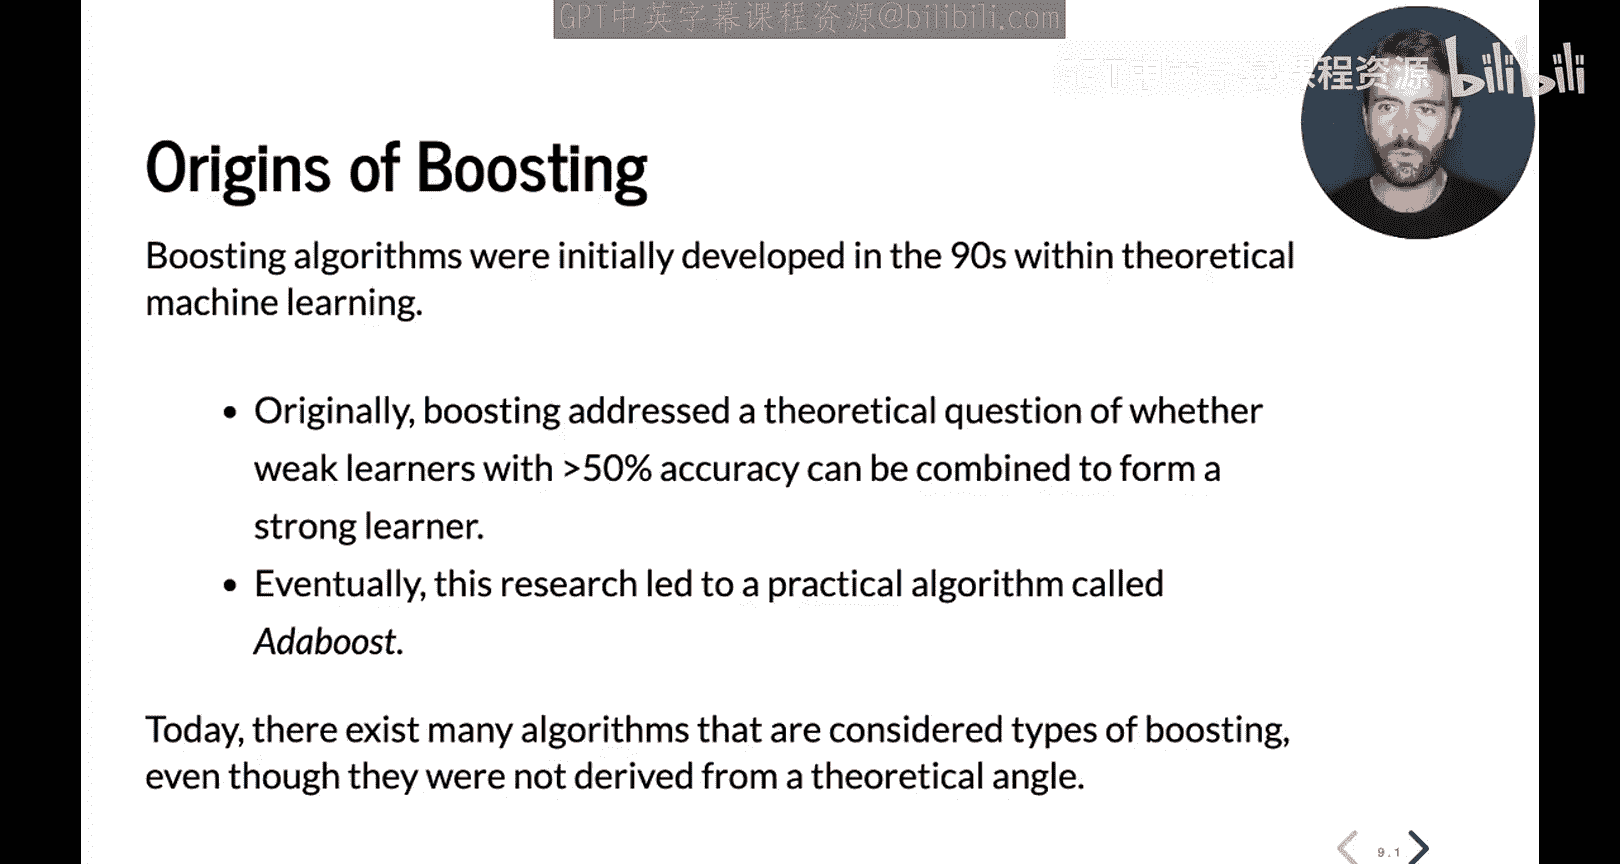 GPT中英字幕课程资源@bilibili.com
课程资源 bilibili
Origins of Boosting
Boosting algorithms were initially developed in the 90s within theoretical
machine learning.
• Originally, boosting addressed a theoretical question of whether
weak learners with >50% accuracy can be combined to form a
strong learner.
• Eventually, this research led to a practical algorithm called
Adaboost.
Today, there exist many algorithms that are considered types of boosting,
even though they were not derived from a theoretical angle.
9.1